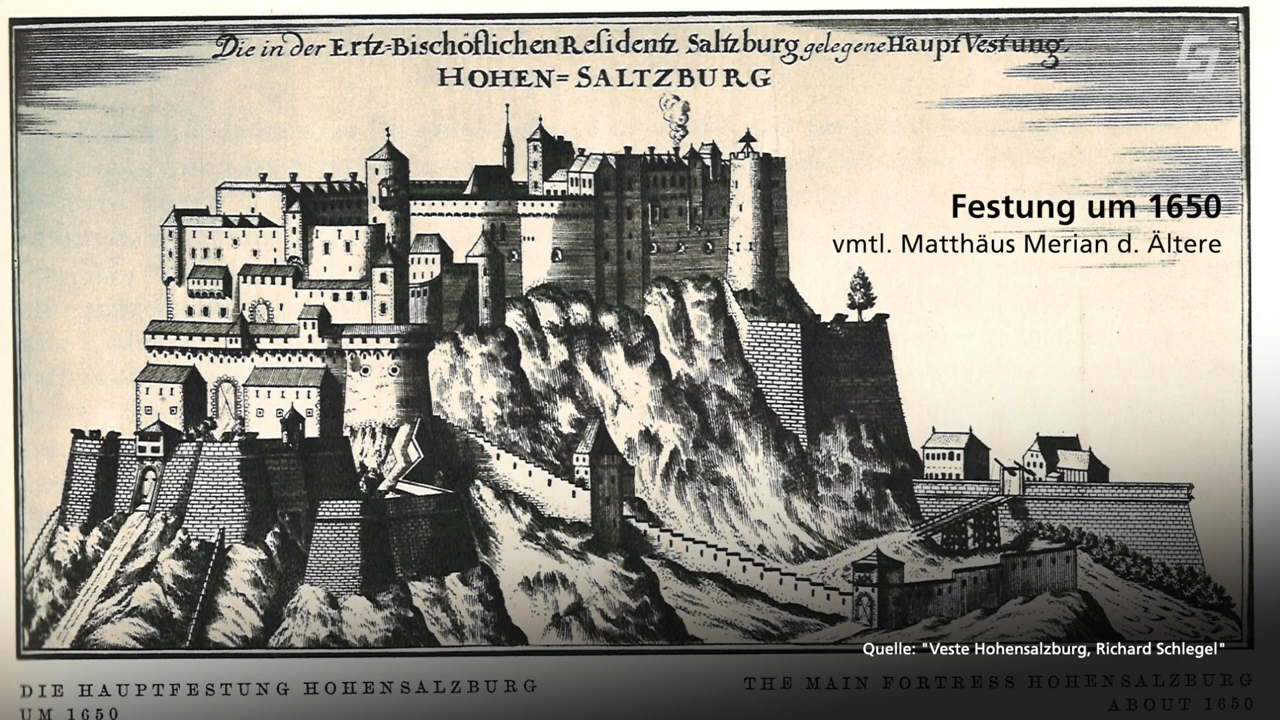 Die in der Ertz=Bischöflichen Residentz Saltzburg gelegene Haupt Vestung.
HOHEN=SALTZBURG
Festung um 1650
vmtl. Matthäus Merian d. Ältere
Quelle: "Veste Hohensalzburg, Richard Schlegel"
DIE HAUPTFESTUNG HOHENSALZBURG
UM 1650
THE MAIN FORTRESS HOHENSALZBURG
ABOUT 1650